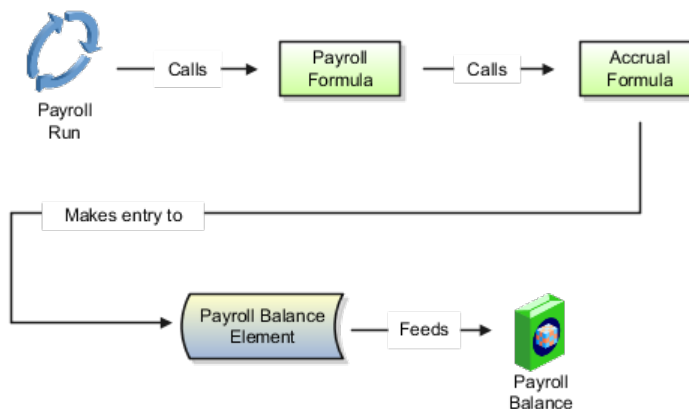 Payroll
Run
Calls
Payroll
Formula
Calls
Accrual
Formula
Makes entry to
Payroll Balance
Element
Feeds
Payroll
Balance